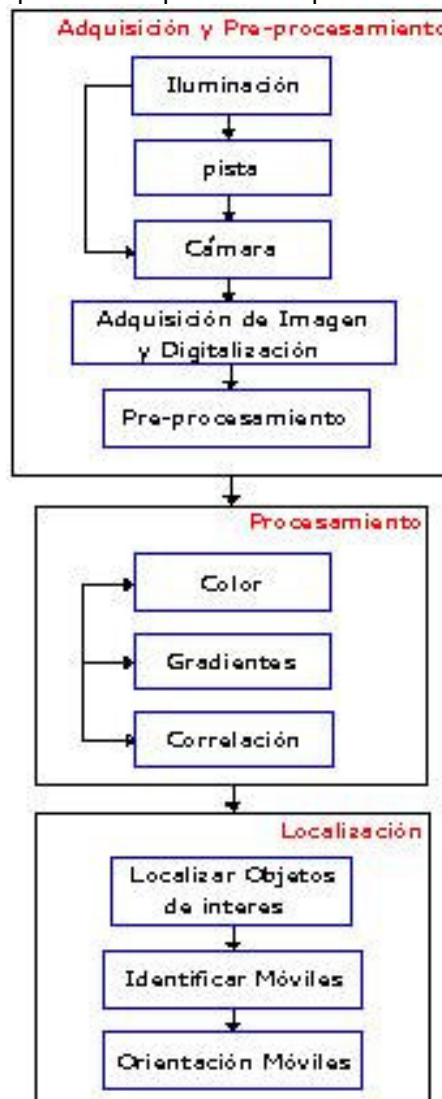 Adquisición y Pre-procesamiento
Iluminación
pista
Cámara
Adquisición de Imagen
y Digitalización
Pre-procesamiento
Procesamiento
Color
Gradientes
Correlación
Localización
Localizar Objetos
de interes
Identificar Móviles
Orientación Móviles